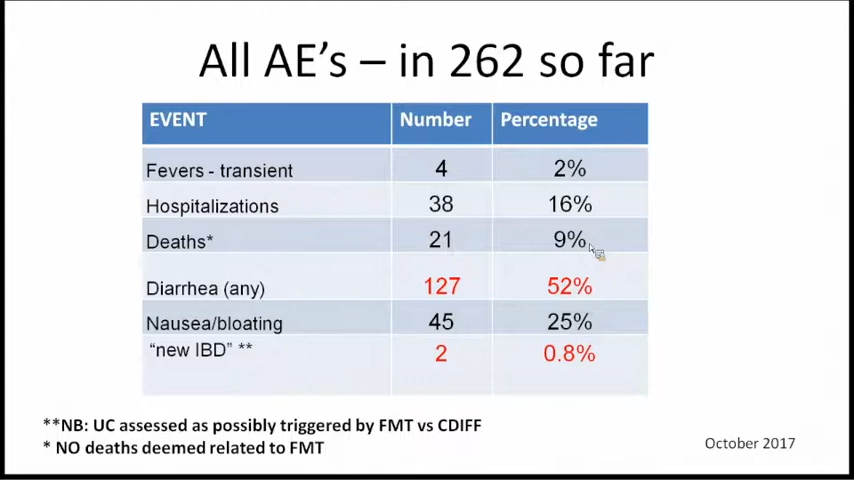 All AE's – in 262 so far
EVENT Number Percentage
Fevers - transient 4 2%
Hospitalizations 38 16%
Deaths* 21 9%
Diarrhea (any) 127 52%
Nausea/bloating 45 25%
“new IBD” ** 2 0.8%
**NB: UC assessed as possibly triggered by FMT vs CDIFF
* NO deaths deemed related to FMT
October 2017